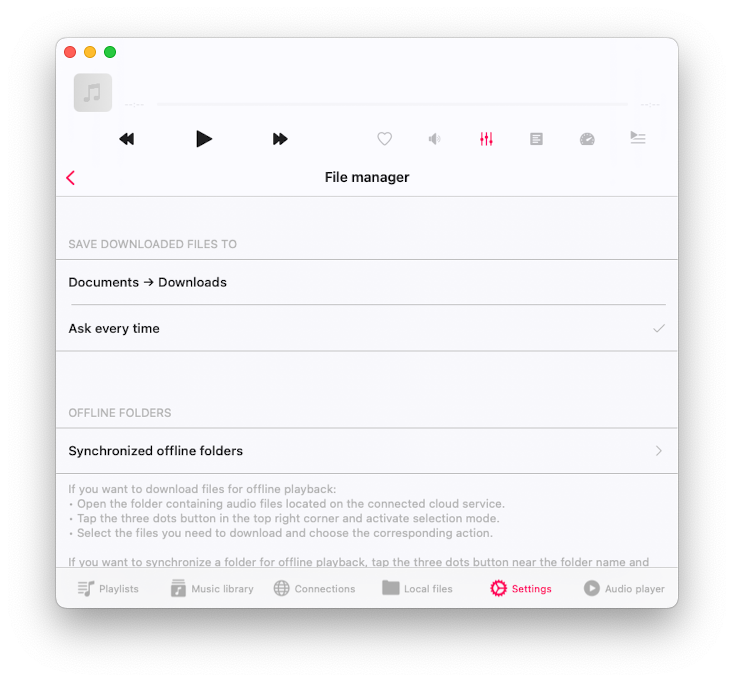 --:--
--:--
File manager
SAVE DOWNLOADED FILES TO
Documents → Downloads
Ask every time
OFFLINE FOLDERS
Synchronized offline folders
If you want to download files for offline playback:
• Open the folder containing audio files located on the connected cloud service.
• Tap the three dots button in the top right corner and activate selection mode.
• Select the files you need to download and choose the corresponding action.
If you want to synchronize a folder for offline playback, tap the three dots button near the folder name and
Playlists
Music library
Connections
Local files
Settings
Audio player